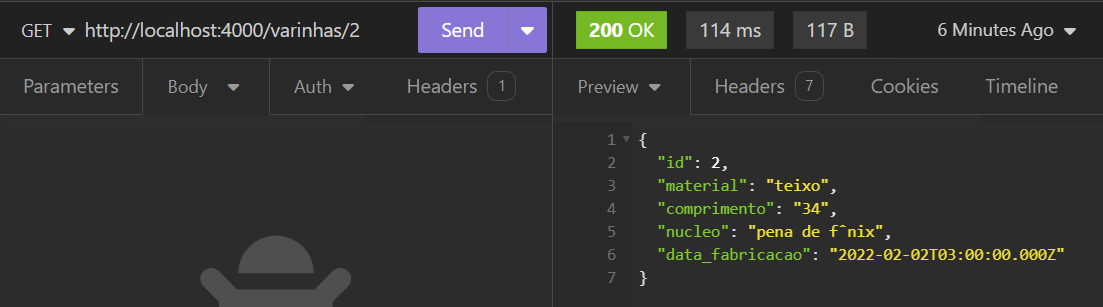 GET http://localhost:4000/varinhas/2 Send 200 OK 114 ms 117 B 6 Minutes Ago
Parameters Body Auth Headers 1 Preview Headers 7 Cookies Timeline
1 {
2 "id": 2,
3 "material": "teixo",
4 "comprimento": "34",
5 "nucleo": "pena de fˆnix",
6 "data_fabricacao": "2022-02-02T03:00:00.000Z"
7 }